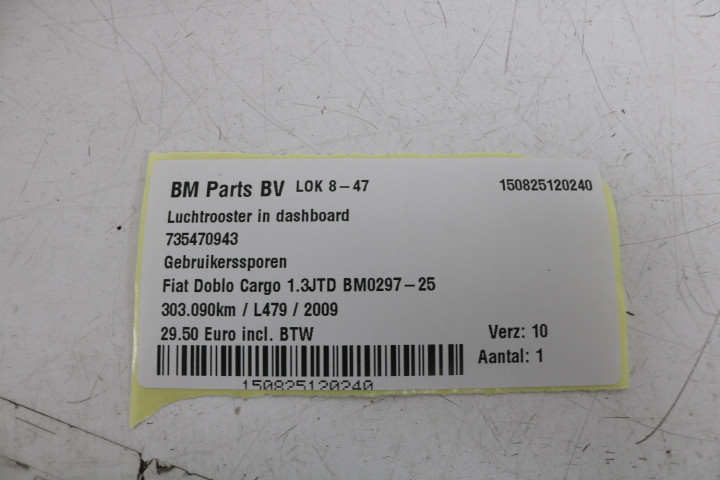 BM Parts BV LOK 8-47 150825120240
Luchtrooster in dashboard
735470943
Gebruikerssporen
Fiat Doblo Cargo 1.3JTD BM0297-25
303.090km / L479 / 2009
29.50 Euro incl. BTW Verz: 10
Aantal: 1
150825120240